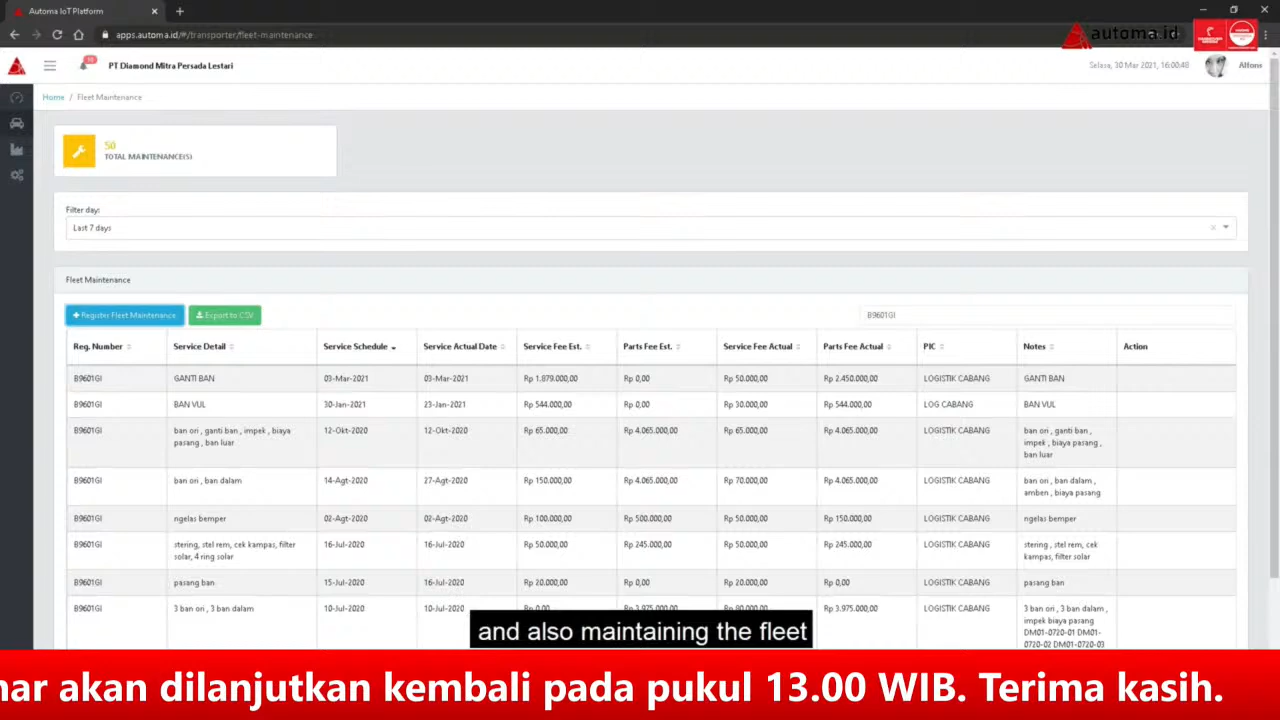 Automa IoT Platform
apps.automa.id/#/transporter/fleet-maintenance
automa.id
PT Diamond Mitra Persada Lestari
Selasa, 30 Mar 2021, 16:00:48
Alfons
Home / Fleet Maintenance
50
TOTAL MAINTENANCE(S)
Filter day:
Last 7 days
Fleet Maintenance
Register Fleet Maintenance Export to CSV B9601GI
Reg. Number Service Detail Service Schedule Service Actual Date Service Fee Est. Parts Fee Est. Service Fee Actual Parts Fee Actual PIC Notes Action
B9601GI GANTI BAN 03-Mar-2021 03-Mar-2021 Rp 1.879.000,00 Rp 0,00 Rp 50.000,00 Rp 2.450.000,00 LOGISTIK CABANG GANTI BAN
B9601GI BAN VUL 30-Jan-2021 23-Jan-2021 Rp 544.000,00 Rp 0,00 Rp 30.000,00 Rp 544.000,00 LOG CABANG BAN VUL
B9601GI ban ori , ganti ban , impek , biaya 12-Okt-2020 12-Okt-2020 Rp 65.000,00 Rp 4.065.000,00 Rp 65.000,00 Rp 4.065.000,00 LOGISTIK CABANG ban ori , ganti ban ,
pasang , ban luar impek , biaya pasang ,
ban luar
B9601GI ban ori , ban dalam 14-Agt-2020 27-Agt-2020 Rp 150.000,00 Rp 4.065.000,00 Rp 70.000,00 Rp 4.065.000,00 LOGISTIK CABANG ban ori , ban dalam ,
amben , biaya pasang
B9601GI ngelas bemper 02-Agt-2020 02-Agt-2020 Rp 100.000,00 Rp 500.000,00 Rp 50.000,00 Rp 150.000,00 LOGISTIK CABANG ngelas bemper
B9601GI stering, stel rem, cek kampas, filter 16-Jul-2020 16-Jul-2020 Rp 50.000,00 Rp 245.000,00 Rp 50.000,00 Rp 245.000,00 LOGISTIK CABANG stering , stel rem, cek
solar, 4 ring solar kampas, filter solar
B9601GI pasang ban 15-Jul-2020 16-Jul-2020 Rp 20.000,00 Rp 0,00 Rp 20.000,00 Rp 0,00 LOGISTIK CABANG pasang ban
B9601GI 3 ban ori , 3 ban dalam 10-Jul-2020 10-Jul-2020 Rp 0,00 Rp 3.975.000,00 Rp 90.000,00 Rp 3.975.000,00 LOGISTIK CABANG 3 ban ori , 3 ban dalam ,
impek biaya pasang
DM01-0720-01 DM01-
0720-02 DM01-0720-03
and also maintaining the fleet
nar akan dilanjutkan kembali pada pukul 13.00 WIB. Terima kasih.